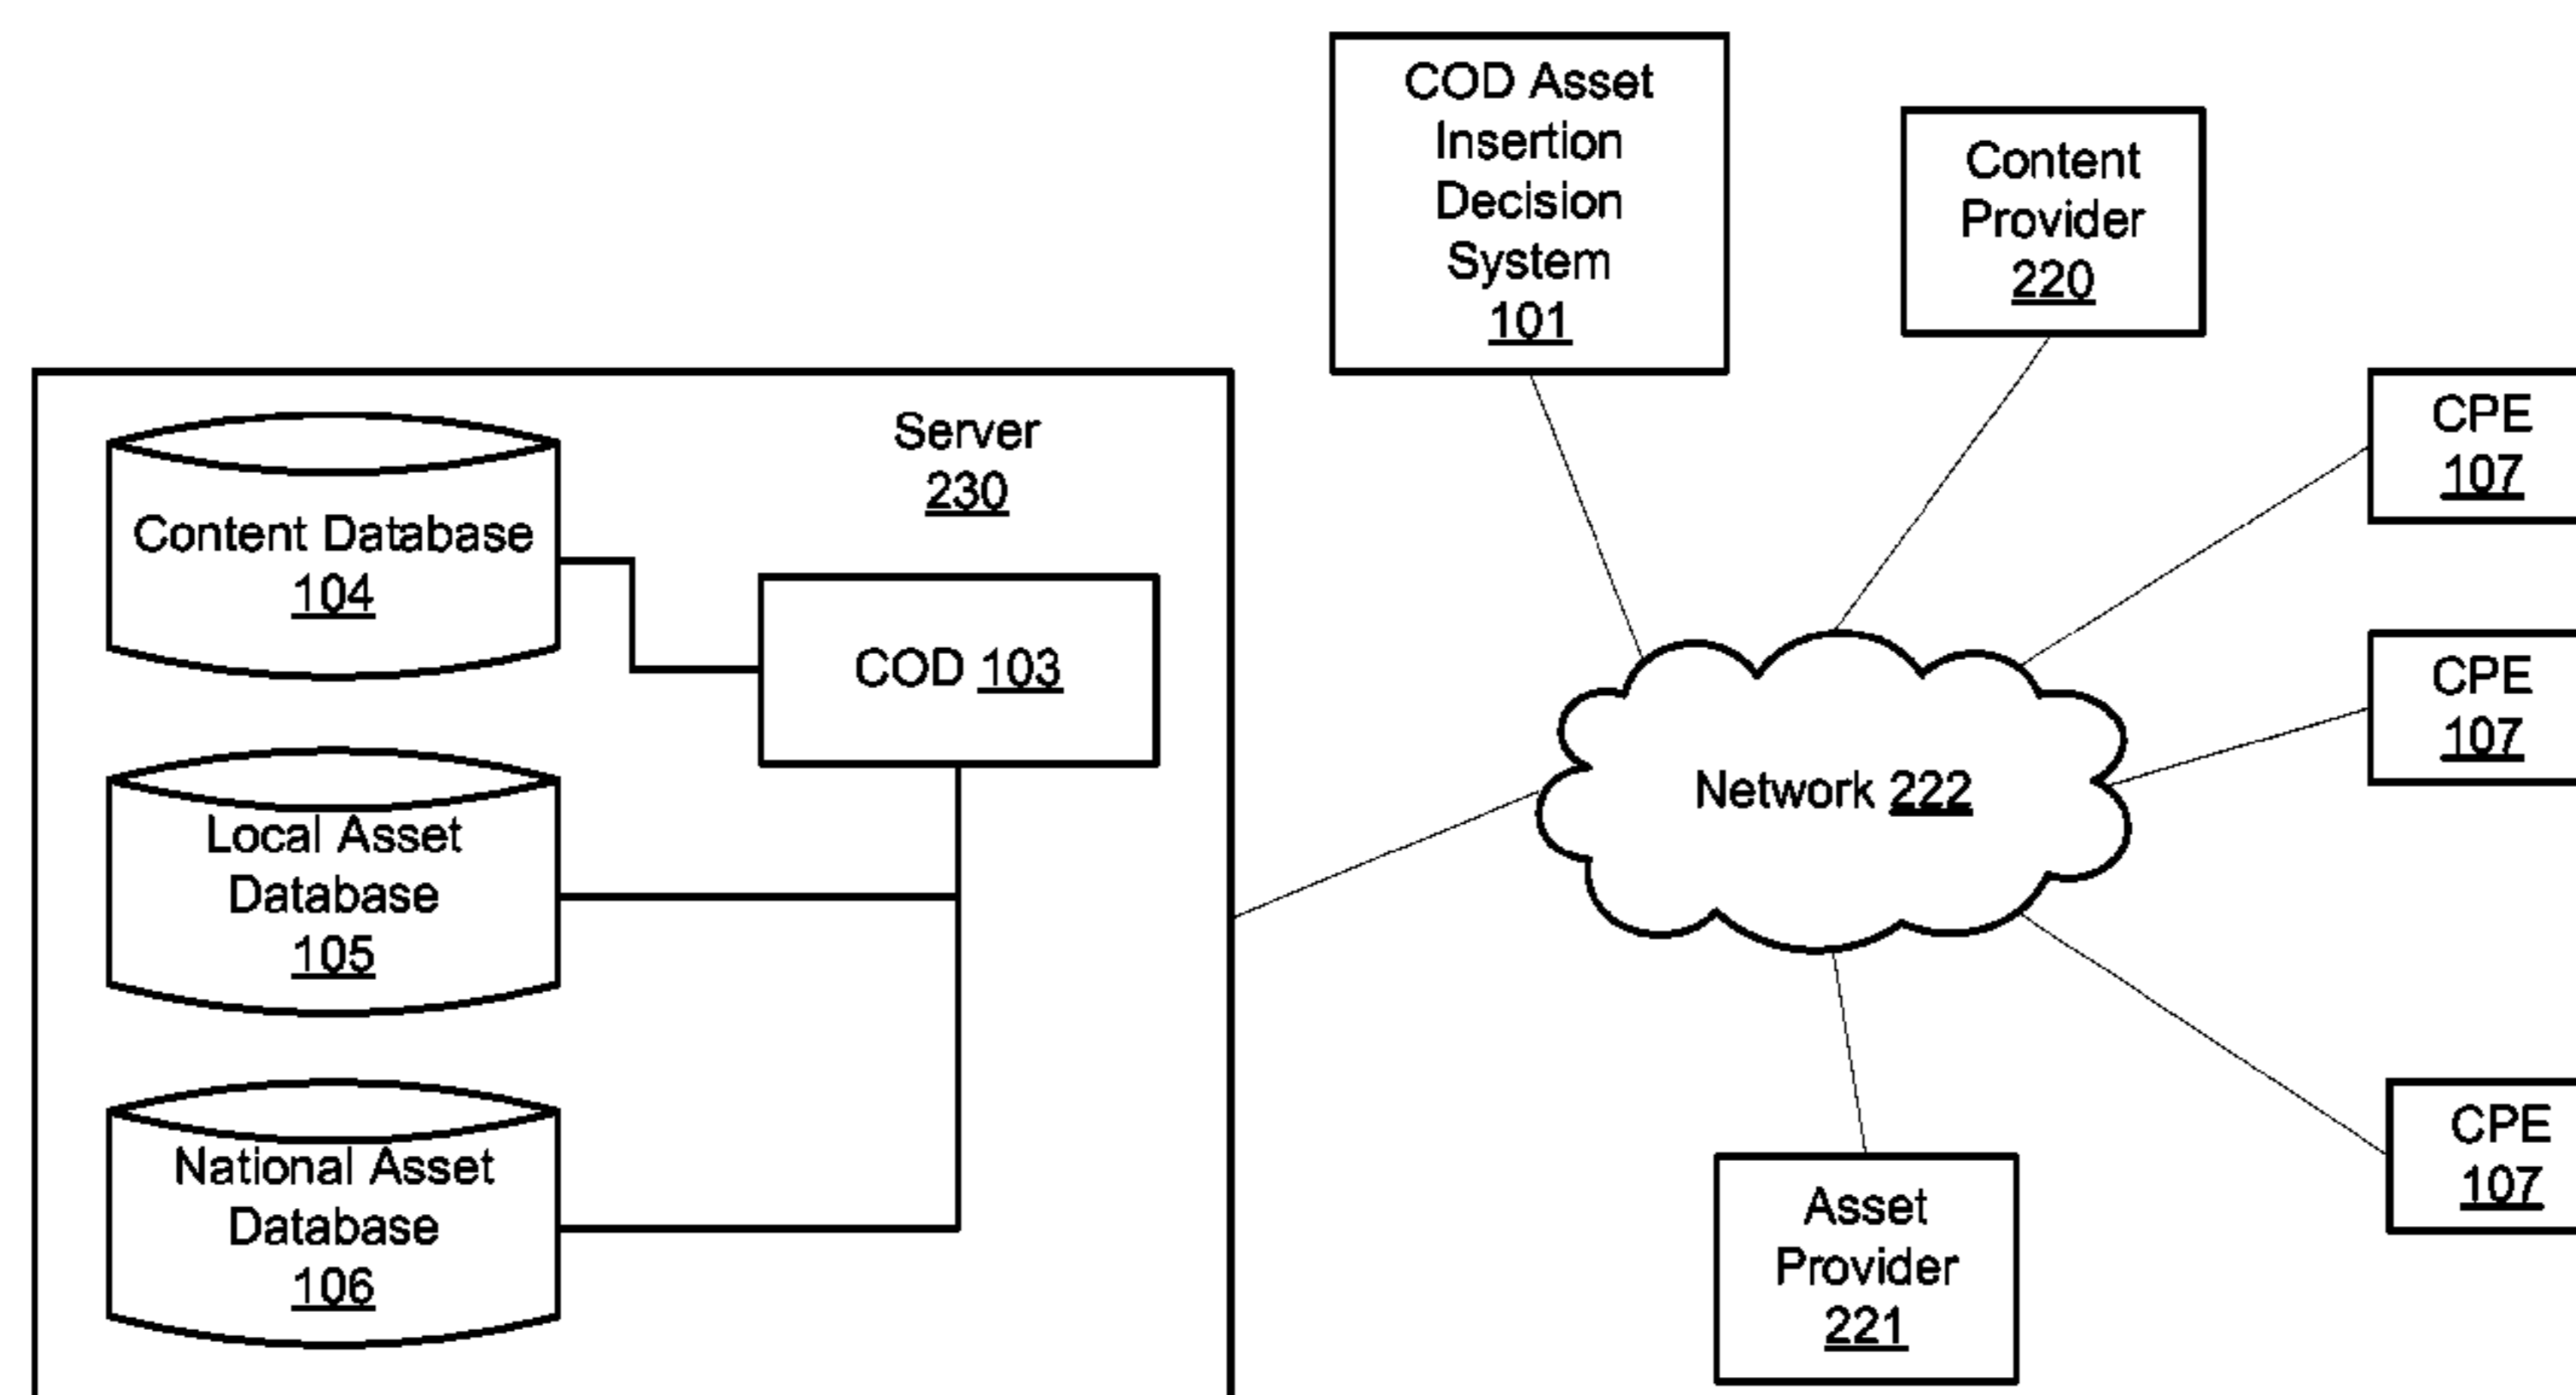 COD Asset
Insertion
Decision
System
101
Content
Provider
220
Server
230
Content Database
104
COD 103
Local Asset
Database
105
National Asset
Database
106
Network 222
CPE
107
CPE
107
CPE
107
Asset
Provider
221